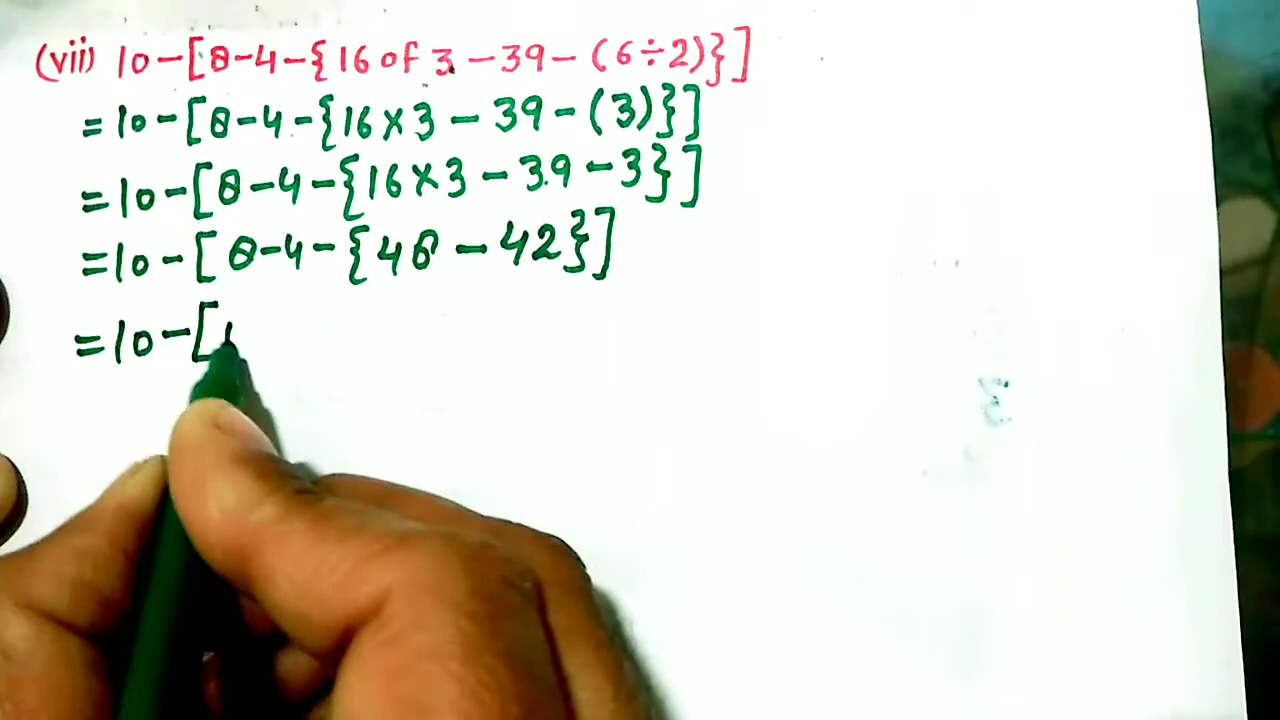 (vii) 10-[8-4-{16 of 3-39-(6÷2)}]
=10-[8-4-{16×3-39-(3)}]
=10-[8-4-{16×3-39-3}]
=10-[8-4-{48-42}]
=10-[